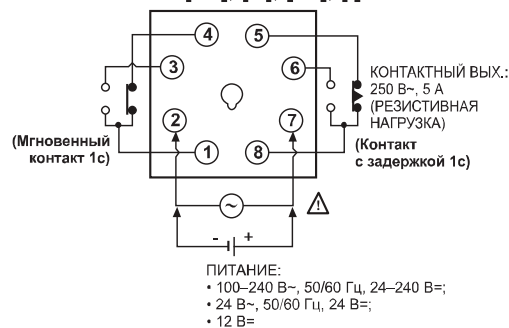 4
5
3
6
КОНТАКТНЫЙ ВЫХ.:
250 В~, 5 А
(РЕЗИСТИВНАЯ
НАГРУЗКА)
2
7
(Мгновенный
контакт 1с)
1
8
(Контакт
с задержкой 1с)
~
!
- +
ПИТАНИЕ:
• 100–240 В~, 50/60 Гц, 24–240 В=;
• 24 В~, 50/60 Гц, 24 В=;
• 12 В=